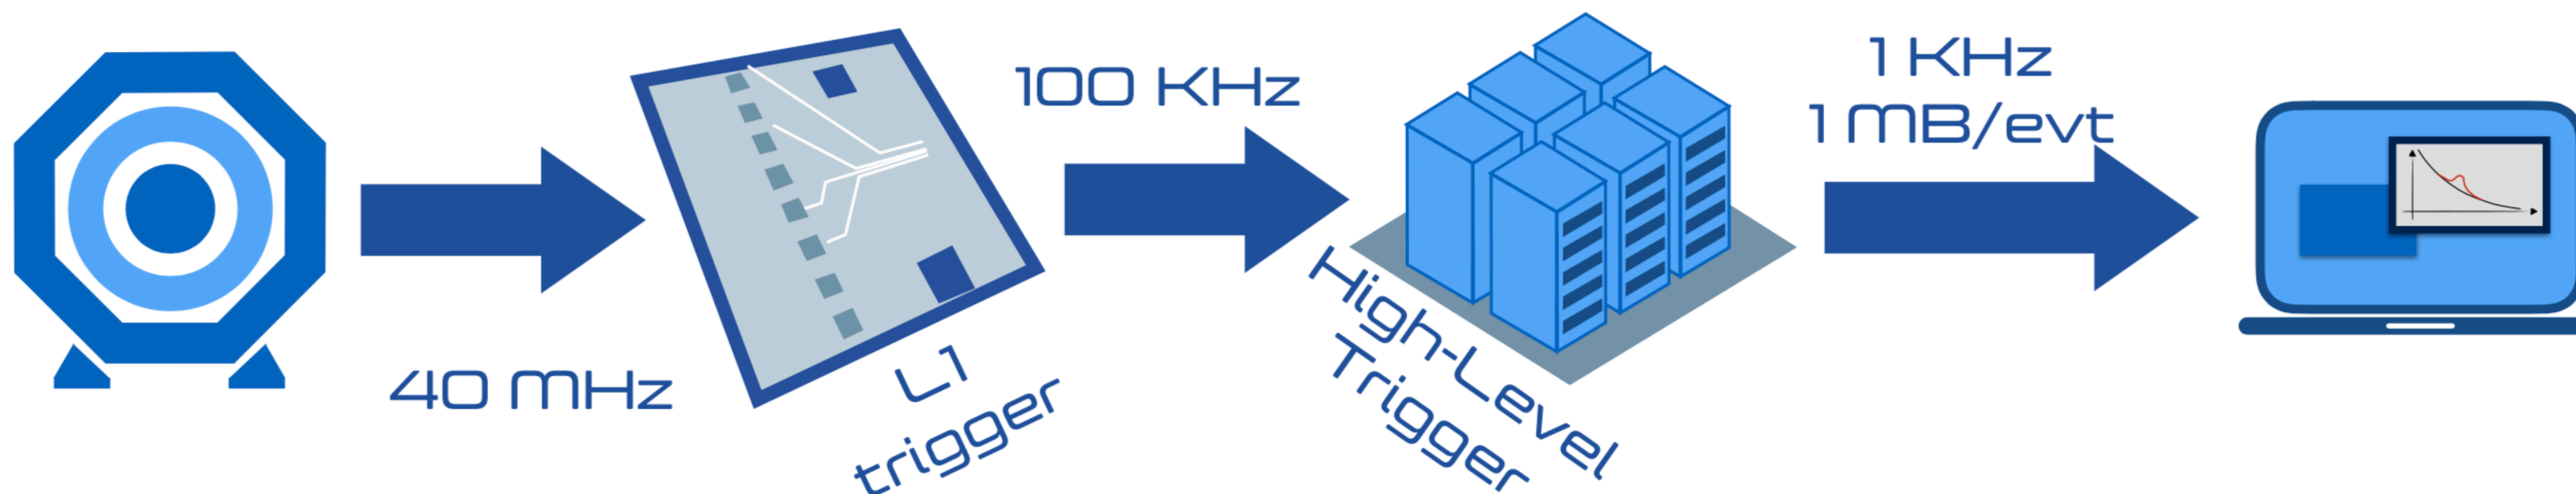 40 MHz
L1
trigger
100 KHz
High-Level
Trigger
1 KHz
1 MB/evt